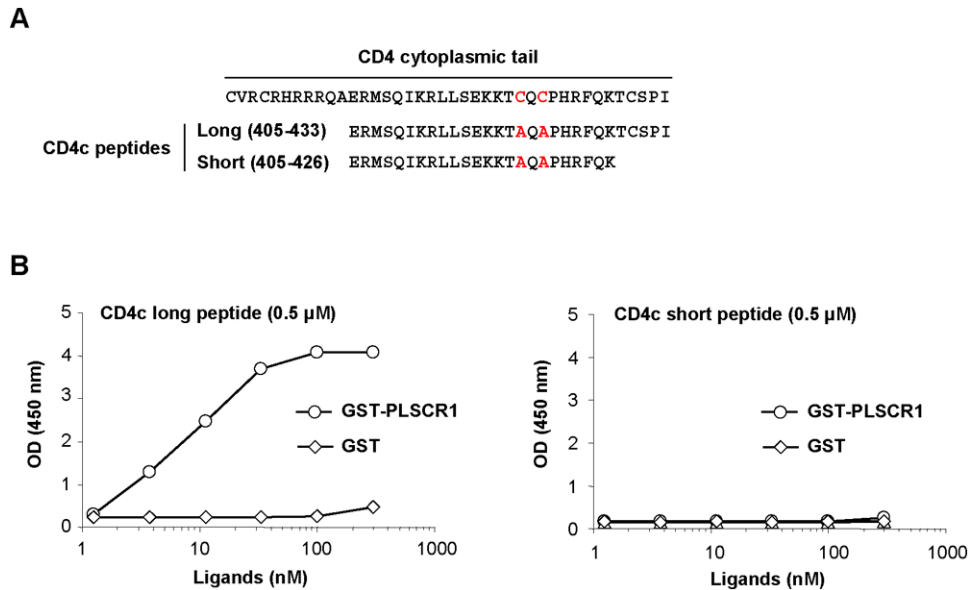 A
CD4 cytoplasmic tail
CVRCRHRRRQAERMSQIKRLLSEKKTCQCPHRFQKTCSPI
CD4c peptides
Long (405-433) ERMSQIKRLLSEKKTAQAPHRFQKTCSPI
Short (405-426) ERMSQIKRLLSEKKTAQAPHRFQK
B
CD4c long peptide (0.5 µM)
OD (450 nm)
5
4
3
2
1
0
GST-PLSCR1
GST
1 10 100 1000
Ligands (nM)
CD4c short peptide (0.5 µM)
OD (450 nm)
5
4
3
2
1
0
GST-PLSCR1
GST
1 10 100 1000
Ligands (nM)